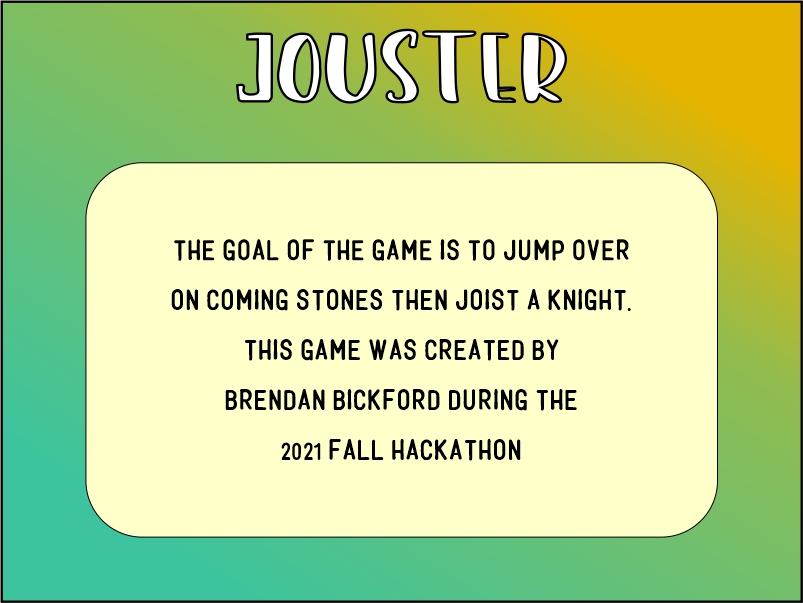 JOUSTER
THE GOAL OF THE GAME IS TO JUMP OVER
ON COMING STONES THEN JOIST A KNIGHT.
THIS GAME WAS CREATED BY
BRENDAN BICKFORD DURING THE
2021 FALL HACKATHON